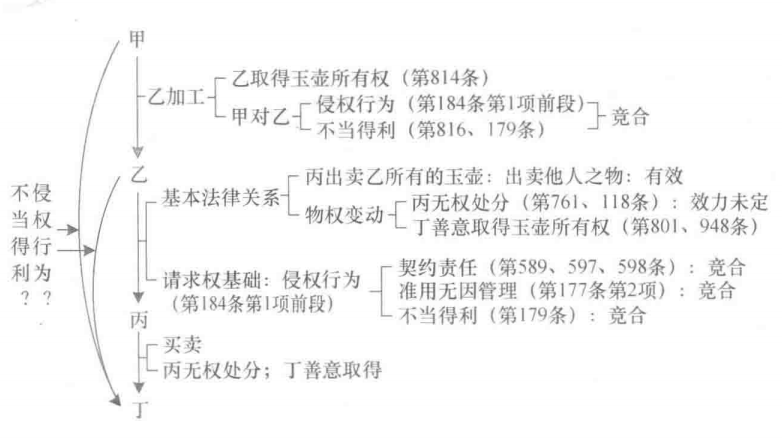 甲
乙加工
乙取得玉壶所有权（第814条）
甲对乙
侵权行为（第184条第1项前段）
不当得利（第816、179条）
竞合
乙
基本法律关系
丙出卖乙所有的玉壶：出卖他人之物：有效
物权变动
丙无权处分（第761、118条）：效力未定
丁善意取得玉壶所有权（第801、948条）
不当得利？
侵权行为？
请求权基础：侵权行为
（第184条第1项前段）
契约责任（第589、597、598条）：竞合
准用无因管理（第177条第2项）：竞合
不当得利（第179条）：竞合
丙
买卖
丙无权处分；丁善意取得
丁